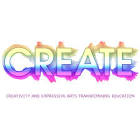 CREATE
CREATIVITY AND EXPRESSIVE ARTS TRANSFORMING EDUCATION